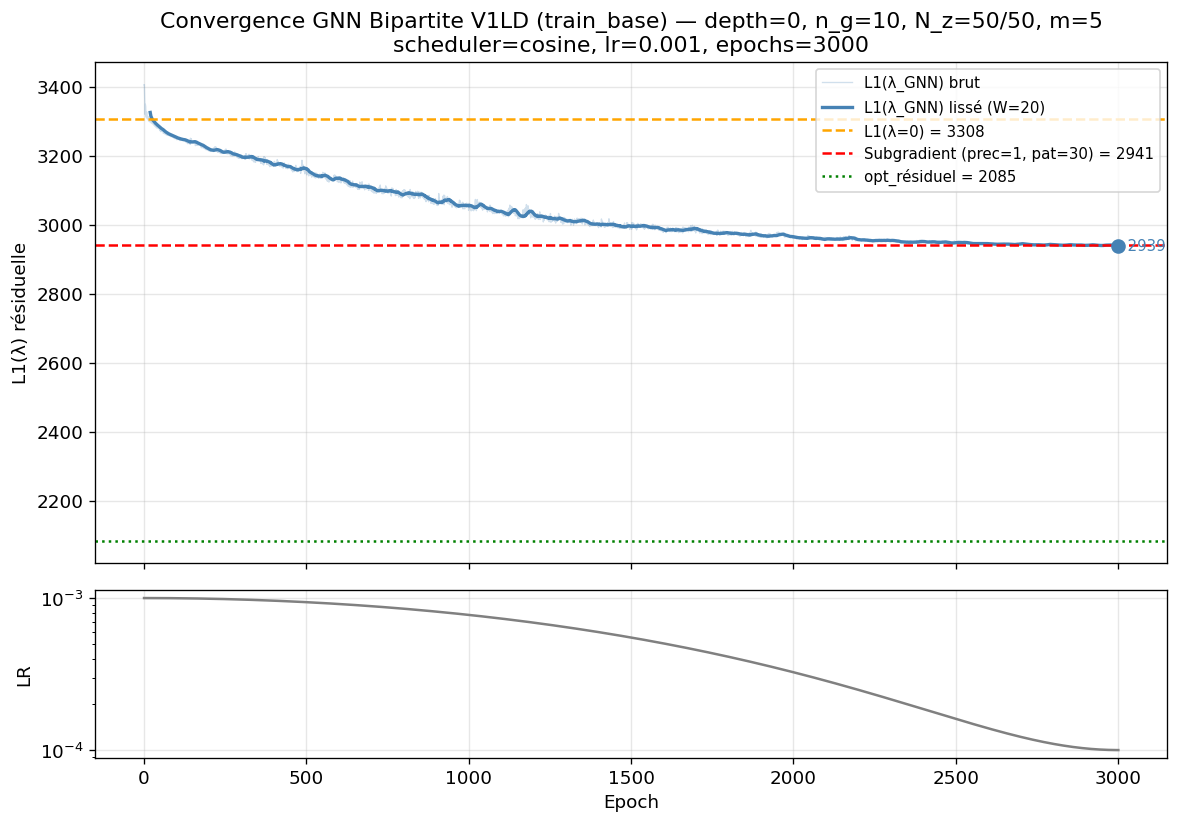 Convergence GNN Bipartite V1LD (train_base) — depth=0, n_g=10, N_z=50/50, m=5
scheduler=cosine, lr=0.001, epochs=3000
L1(λ) résiduelle
3400
3200
3000
2800
2600
2400
2200
L1(λ_GNN) brut
L1(λ_GNN) lissé (W=20)
L1(λ=0) = 3308
Subgradient (prec=1, pat=30) = 2941
opt_résiduel = 2085
2939
LR
10⁻³
10⁻⁴
0
500
1000
1500
2000
2500
3000
Epoch